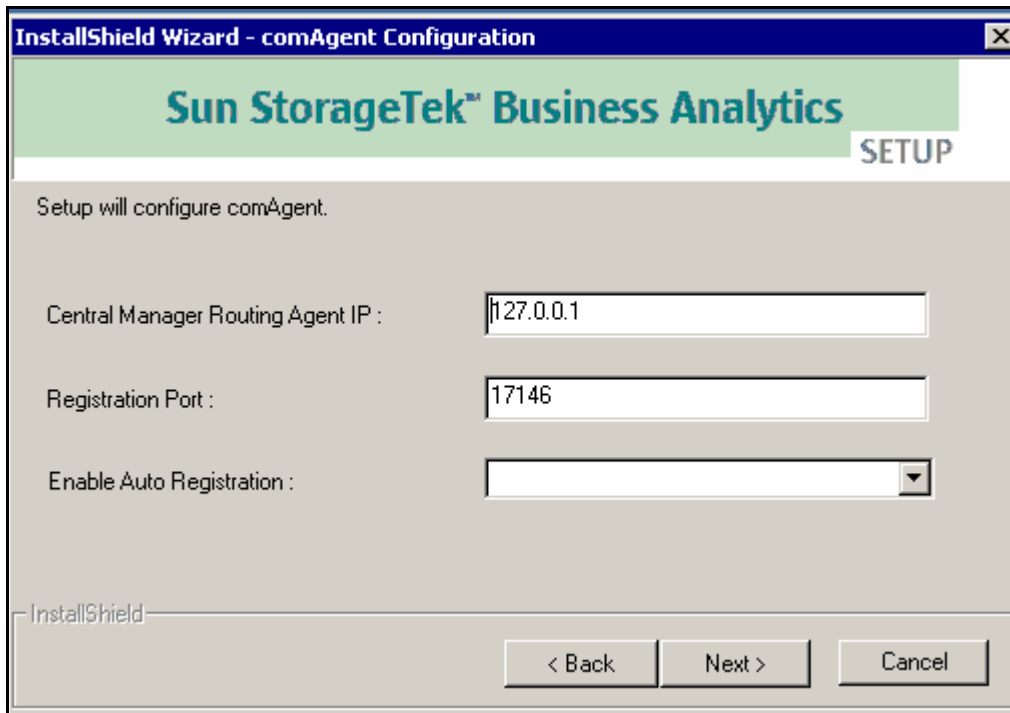 InstallShield Wizard - comAgent Configuration
Sun StorageTek™ Business Analytics
SETUP
Setup will configure comAgent.
Central Manager Routing Agent IP :
127.0.0.1
Registration Port :
17146
Enable Auto Registration :
InstallShield
< Back
Next >
Cancel